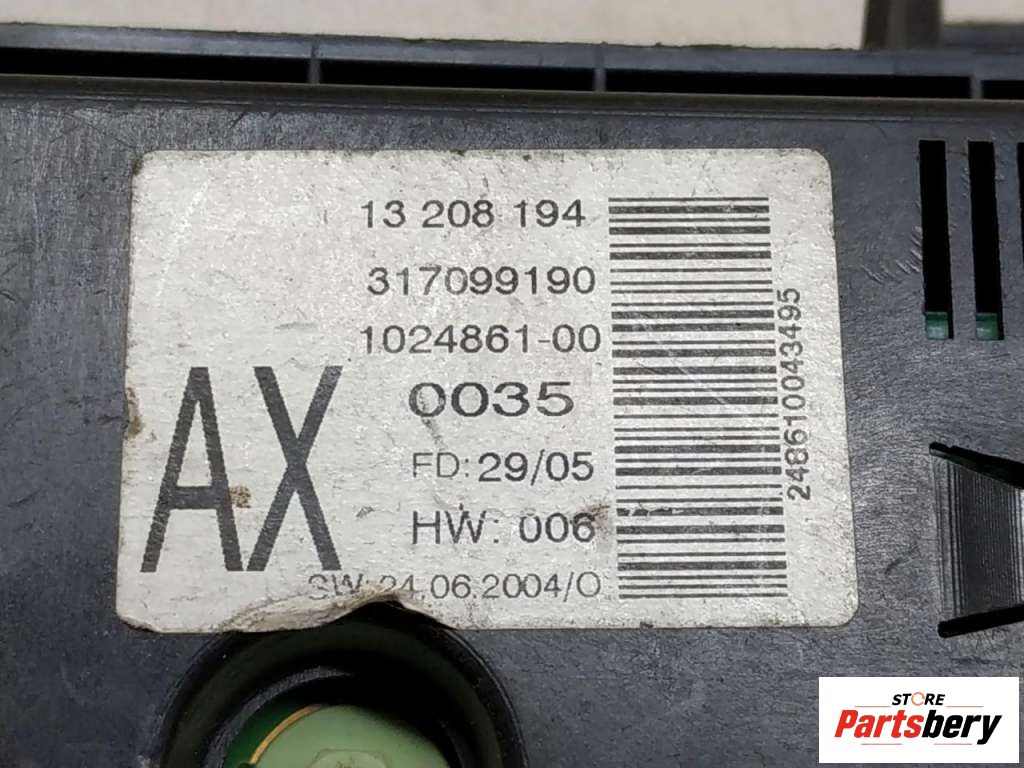 13 208 194
317099190
1024861-00
AX
0035
FD: 29/05
HW: 006
SW: 24.06.2004/O
248610043495
STORE
Partsbery